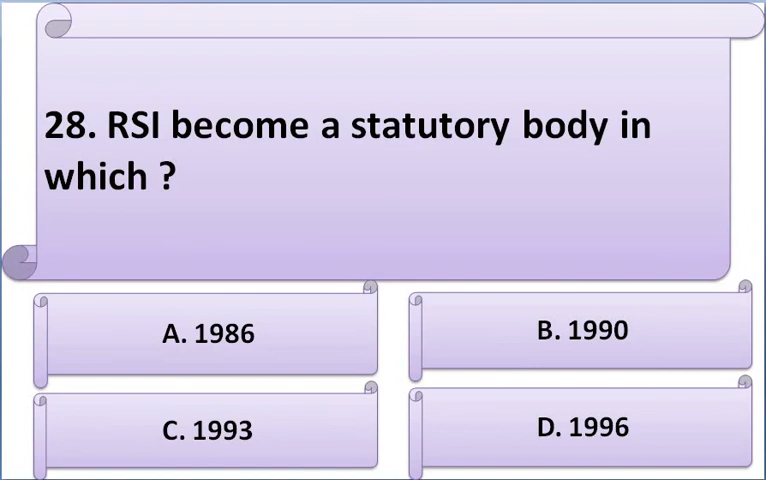 28. RSI become a statutory body in
which ?
A. 1986
B. 1990
C. 1993
D. 1996